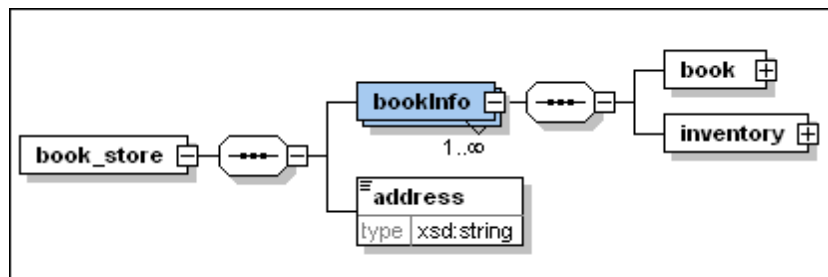 book_store
bookInfo
1..∞
address
type xsd:string
book
inventory